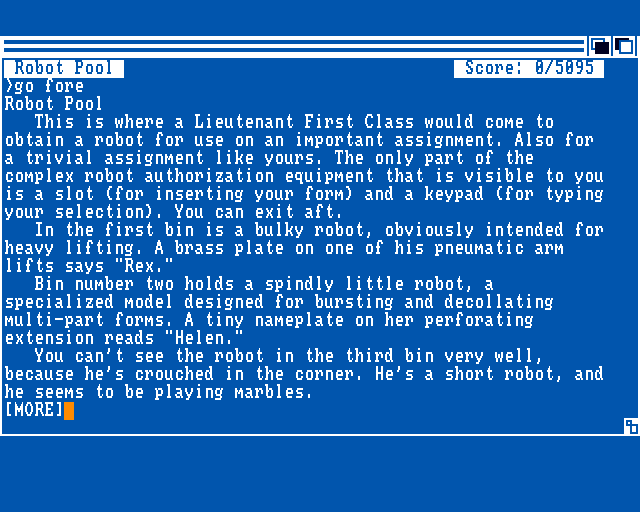 Robot Pool Score: 0/5095
>go fore
Robot Pool
This is where a Lieutenant First Class would come to
obtain a robot for use on an important assignment. Also for
a trivial assignment like yours. The only part of the
complex robot authorization equipment that is visible to you
is a slot (for inserting your form) and a keypad (for typing
your selection). You can exit aft.
In the first bin is a bulky robot, obviously intended for
heavy lifting. A brass plate on one of his pneumatic arm
lifts says "Rex."
Bin number two holds a spindly little robot, a
specialized model designed for bursting and decollating
multi-part forms. A tiny nameplate on her perforating
extension reads "Helen."
You can't see the robot in the third bin very well,
because he's crouched in the corner. He's a short robot, and
he seems to be playing marbles.
[MORE]